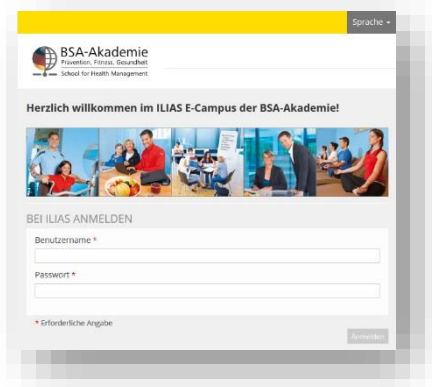 Sprache
BSA-Akademie
Prävention, Fitness, Gesundheit
School for Health Management
Herzlich willkommen im ILIAS E-Campus der BSA-Akademie!
BEI ILIAS ANMELDEN
Benutzername *
Passwort *
* Erforderliche Angabe
Anmelden